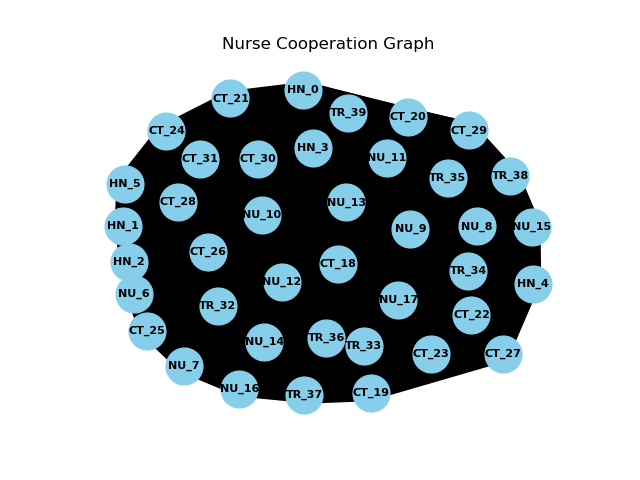 Nurse Cooperation Graph
HN_0
CT_21
TR_39
CT_20
CT_24
CT_29
HN_3
CT_31
CT_30
NU_11
TR_38
TR_35
HN_5
CT_28
NU_13
NU_10
HN_1
NU_8
NU_15
NU_9
CT_26
HN_2
CT_18
TR_34
NU_12
HN_4
NU_6
NU_17
TR_32
CT_22
CT_25
TR_36
NU_14
TR_33
CT_23
CT_27
NU_7
NU_16
CT_19
TR_37